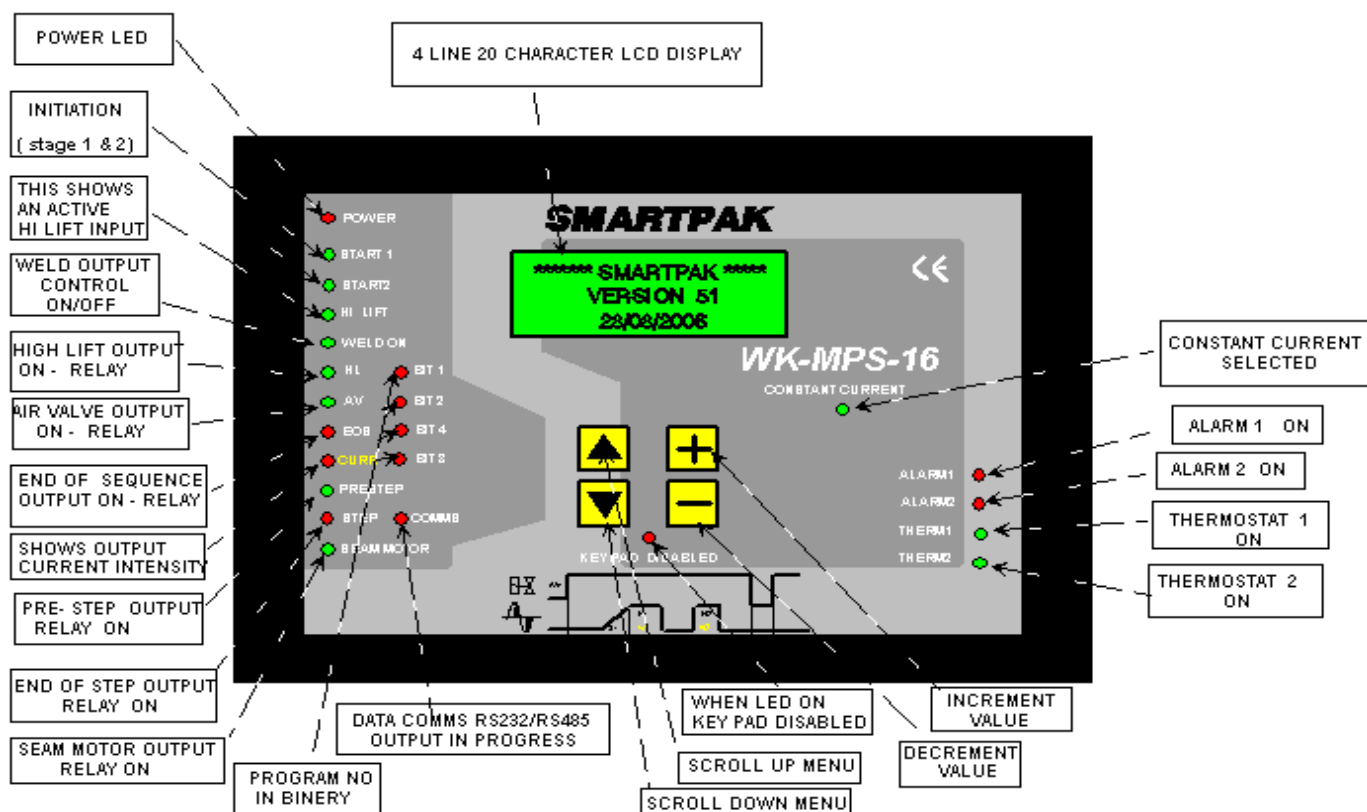 POWER LED
4 LINE 20 CHARACTER LCD DISPLAY
INITIATION
( stage 1 & 2)
THIS SHOWS
AN ACTIVE
HI LIFT INPUT
WELD OUTPUT
CONTROL
ON/OFF
HIGH LIFT OUTPUT
ON - RELAY
AIR VALVE OUTPUT
ON - RELAY
END OF SEQUENCE
OUTPUT ON - RELAY
SHOWS OUTPUT
CURRENT INTENSITY
PRE- STEP OUTPUT
RELAY ON
END OF STEP OUTPUT
RELAY ON
SEAM MOTOR OUTPUT
RELAY ON
POWER
START 1
START2
HI LIFT
WELD ON
HL
AV
EOS
CURR
PRESTEP
STEP
SEAM MOTOR
BIT 1
BIT 2
BIT 4
BIT 8
COMMS
SMARTPAK
******* SMARTPAK *****
VERSION 51
28/08/2006
CE
WK-MPS-16
CONSTANT CURRENT
KEY PAD DISABLED
ALARM1
ALARM2
THERM1
THERM2
CONSTANT CURRENT
SELECTED
ALARM 1 ON
ALARM 2 ON
THERMOSTAT 1
ON
THERMOSTAT 2
ON
PROGRAM NO
IN BINERY
DATA COMMS RS232/RS485
OUTPUT IN PROGRESS
WHEN LED ON
KEY PAD DISABLED
SCROLL UP MENU
SCROLL DOWN MENU
INCREMENT
VALUE
DECREMENT
VALUE